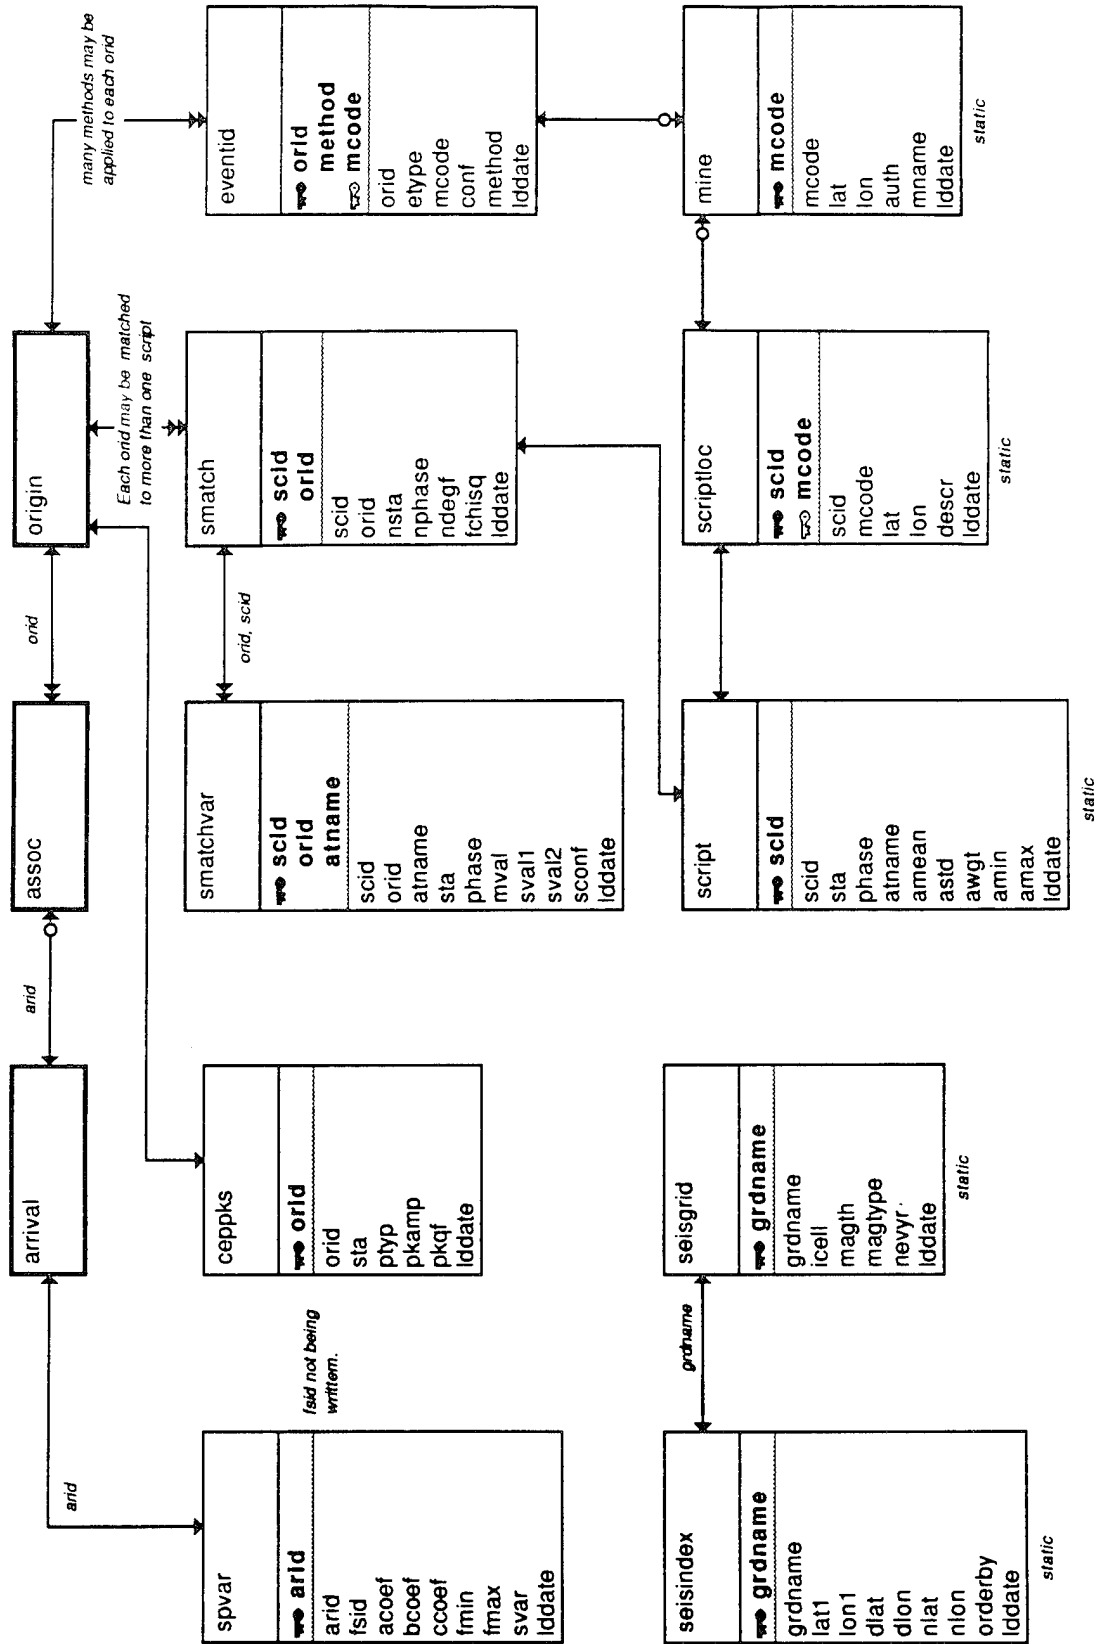 arrival
assoc
origin
arid
arid
orid
many methods may be
applied to each orid
Each orid may be matched
to more than one script
spvar
arid
arid
fsid
acoef
bcoef
ccoef
fmin
fmax
svar
lddate
fsid not being
writtem.
ceppks
orid
orid
sta
ptyp
pkamp
pkqf
lddate
smatchvar
scid
orid
atname
scid
orid
atname
sta
phase
mval
sval1
sval2
sconf
lddate
orid, scid
smatch
scid
orid
scid
orid
nsta
nphase
ndegf
fchisq
lddate
eventid
orid
method
mcode
orid
etype
mcode
conf
method
lddate
seisindex
grdname
grdname
lat1
lon1
dlat
dlon
nlat
nlon
orderby
lddate
static
grdname
seisgrid
grdname
grdname
icell
magth
magtype
nevyr
lddate
static
script
scid
scid
sta
phase
atname
amean
astd
awgt
amin
amax
lddate
static
scriptloc
scid
mcode
scid
mcode
lat
lon
descr
lddate
static
mine
mcode
mcode
lat
lon
auth
mname
lddate
static